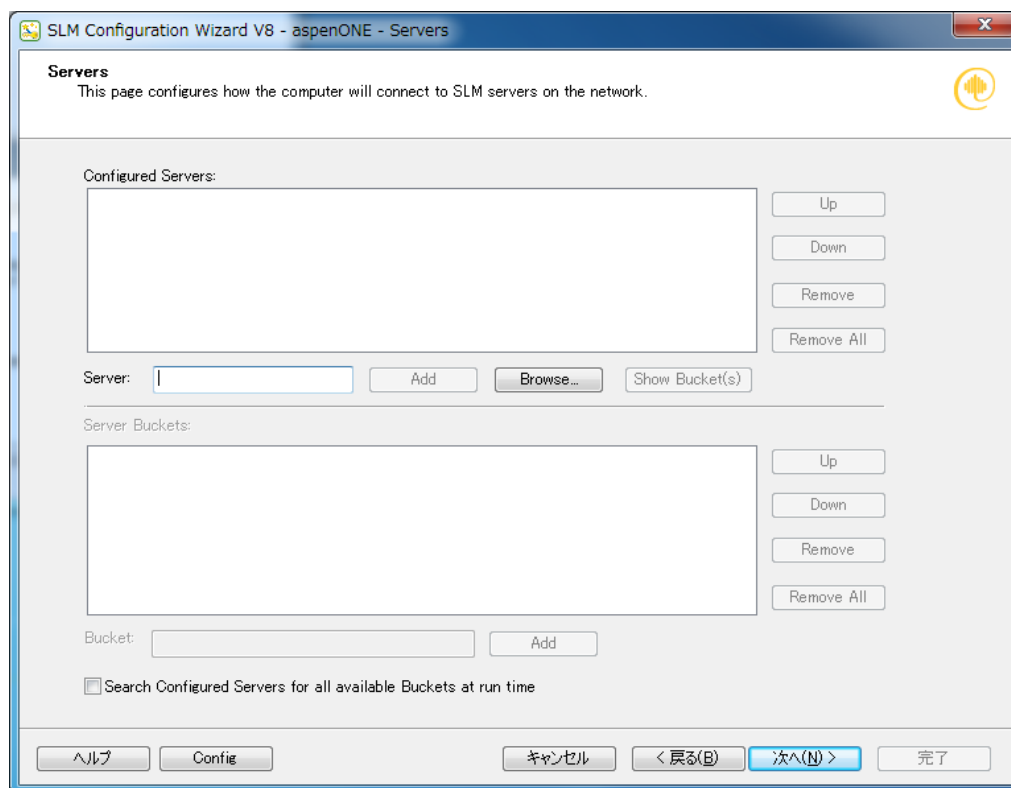 SLM Configuration Wizard V8 - aspenONE - Servers
X
Servers
This page configures how the computer will connect to SLM servers on the network.
Configured Servers:
Up
Down
Remove
Remove All
Server: Add Browse... Show Bucket(s)
Server Buckets:
Up
Down
Remove
Remove All
Bucket: Add
Search Configured Servers for all available Buckets at run time
ヘルプ Config キャンセル < 戻る(B) 次へ(N) > 完了